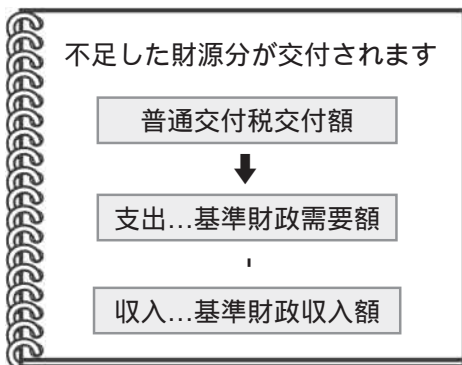 不足した財源分が交付されます
普通交付税交付額
支出…基準財政需要額
-
収入…基準財政収入額